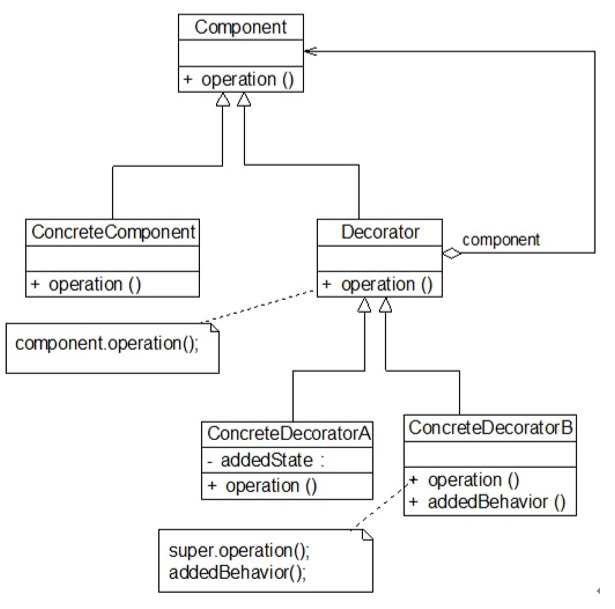 Component
+ operation ()
ConcreteComponent
+ operation ()
Decorator
+ operation ()
component
component.operation();
ConcreteDecoratorA
- addedState :
+ operation ()
ConcreteDecoratorB
+ operation ()
+ addedBehavior ()
super.operation();
addedBehavior();